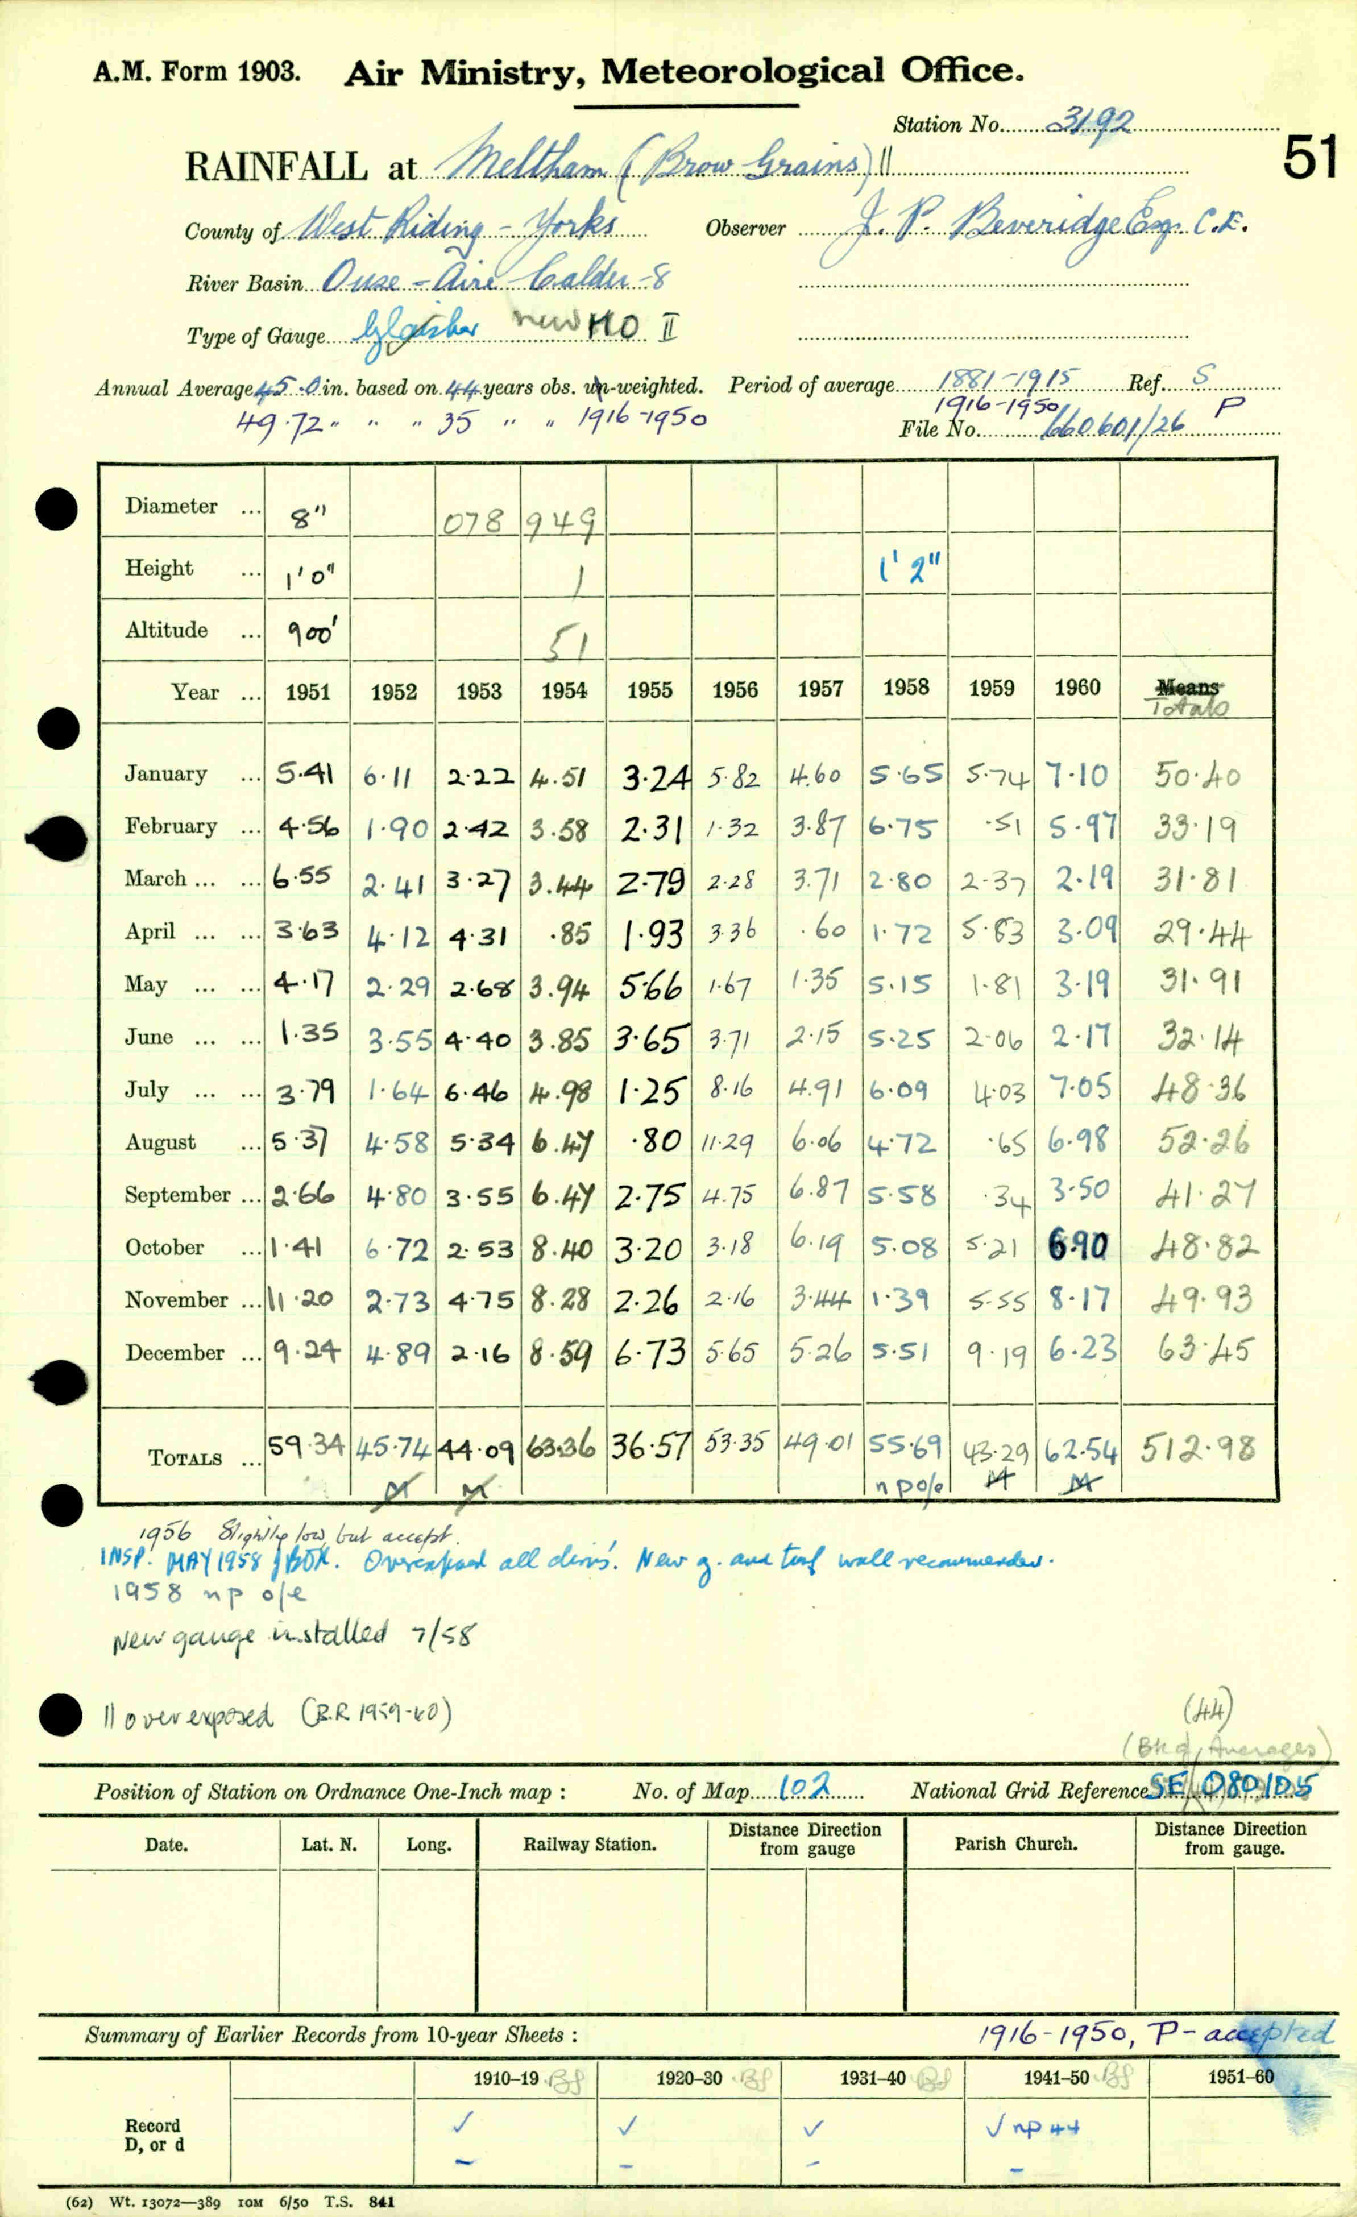 A.M. Form 1903. Air Ministry, Meteorological Office.
Station No. 3192
51
RAINFALL at Meltham (Brow Grains) ||
County of West Riding - Yorks Observer J. P. Beveridge Esq. C.E.
River Basin Ouse - Aire - Calder - 8
Type of Gauge Glaisher new MO II
Annual Average 45.0 in. based on 44 years obs. un-weighted. Period of average 1881-1915 Ref. S
49.72 " " " 35 " " 1916-1950 1916-1950 P
File No. 660601/26
Diameter ... 8" 078 949
Height ... 1'0" 1 1'2"
Altitude ... 900' 51
Year ... 1951 1952 1953 1954 1955 1956 1957 1958 1959 1960 Means
Totals
January ... 5.41 6.11 2.22 4.51 3.24 5.82 4.60 5.65 5.74 7.10 50.40
February ... 4.56 1.90 2.42 3.58 2.31 1.32 3.87 6.75 .51 5.97 33.19
March ... ... 6.55 2.41 3.27 3.44 2.79 2.28 3.71 2.80 2.37 2.19 31.81
April ... ... 3.63 4.12 4.31 .85 1.93 3.36 .60 1.72 5.83 3.09 29.44
May ... ... 4.17 2.29 2.68 3.94 5.66 1.67 1.35 5.15 1.81 3.19 31.91
June ... ... 1.35 3.55 4.40 3.85 3.65 3.71 2.15 5.25 2.06 2.17 32.14
July ... ... 3.79 1.64 6.46 4.98 1.25 8.16 4.91 6.09 4.03 7.05 48.36
August ... 5.37 4.58 5.34 6.47 .80 11.29 6.06 4.72 .65 6.98 52.26
September ... 2.66 4.80 3.55 6.47 2.75 4.75 6.87 5.58 .34 3.50 41.27
October ... 1.41 6.72 2.53 8.40 3.20 3.18 6.19 5.08 5.21 6.90 48.82
November ... 11.20 2.73 4.75 8.28 2.26 2.16 3.44 1.39 5.55 8.17 49.93
December ... 9.24 4.89 2.16 8.59 6.73 5.65 5.26 5.51 9.19 6.23 63.45
TOTALS ... 59.34 45.74 44.09 63.36 36.57 53.35 49.01 55.69 43.29 62.54 512.98
M M n p o/e M M
1956 Slightly low but accept.
INSP. MAY 1958 Overexposed all dirns. New g. and turf wall recommended.
1958 n p o/e
New gauge installed 7/58
|| overexposed (B.R 1959-60)
(44)
(Bkd Averages)
Position of Station on Ordnance One-Inch map : No. of Map 102 National Grid Reference SE 080105
Date. Lat. N. Long. Railway Station. Distance Direction from gauge Parish Church. Distance Direction from gauge.
Summary of Earlier Records from 10-year Sheets : 1916-1950, P - accepted
1910-19 1920-30 1931-40 1941-50 1951-60
Record
D, or d
✓ ✓ ✓ ✓ np 44
- - - -
(62) Wt. 13072—389 10M 6/50 T.S. 841